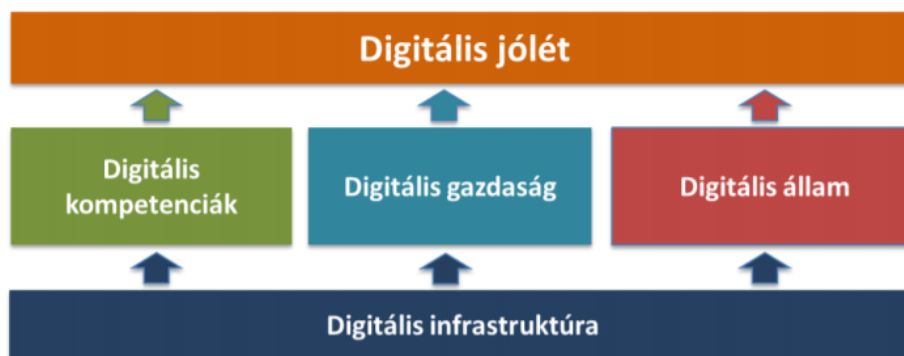 Digitális jólét
Digitális
kompetenciák
Digitális gazdaság
Digitális állam
Digitális infrastruktúra